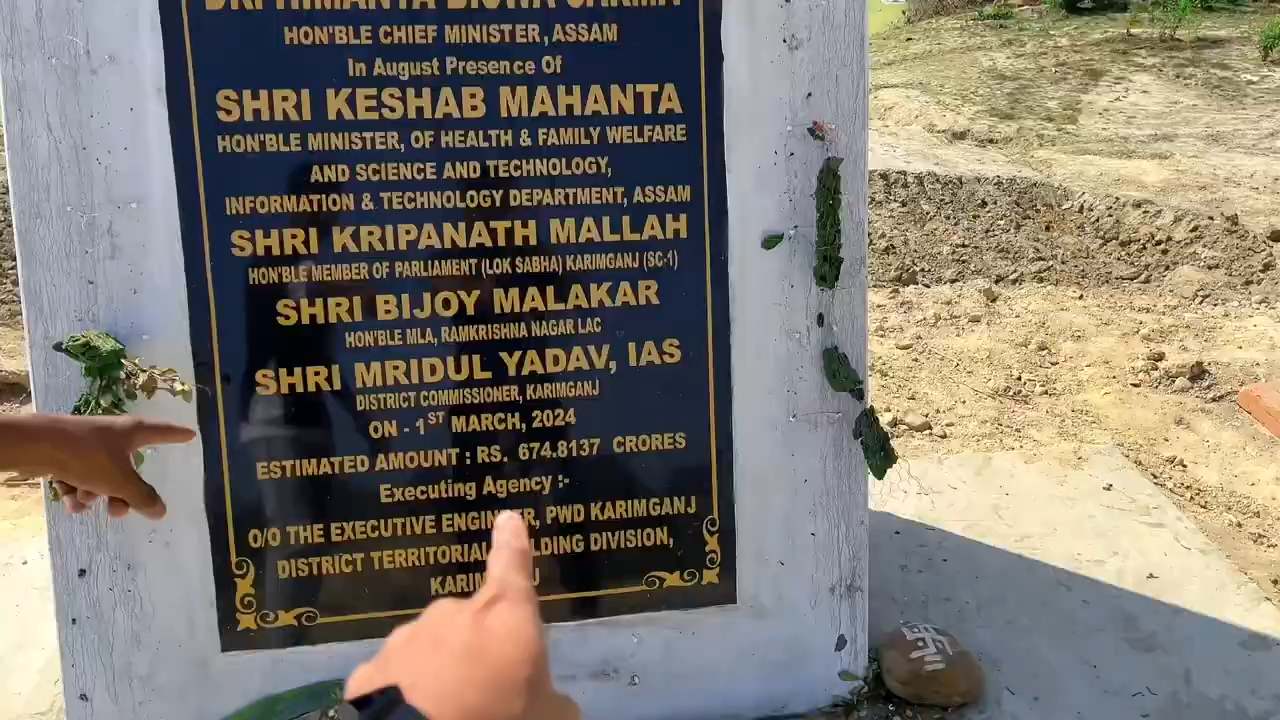 SHRI HIMANTA BISWA SARMA
HON'BLE CHIEF MINISTER, ASSAM
In August Presence Of
SHRI KESHAB MAHANTA
HON'BLE MINISTER, OF HEALTH & FAMILY WELFARE
AND SCIENCE AND TECHNOLOGY,
INFORMATION & TECHNOLOGY DEPARTMENT, ASSAM
SHRI KRIPANATH MALLAH
HON'BLE MEMBER OF PARLIAMENT (LOK SABHA) KARIMGANJ (SC-1)
SHRI BIJOY MALAKAR
HON'BLE MLA, RAMKRISHNA NAGAR LAC
SHRI MRIDUL YADAV, IAS
DISTRICT COMMISSIONER, KARIMGANJ
ON - 1ST MARCH, 2024
ESTIMATED AMOUNT : RS. 674.8137 CRORES
Executing Agency :-
O/O THE EXECUTIVE ENGINEER, PWD KARIMGANJ
DISTRICT TERRITORIAL BUILDING DIVISION,
KARIMGANJ